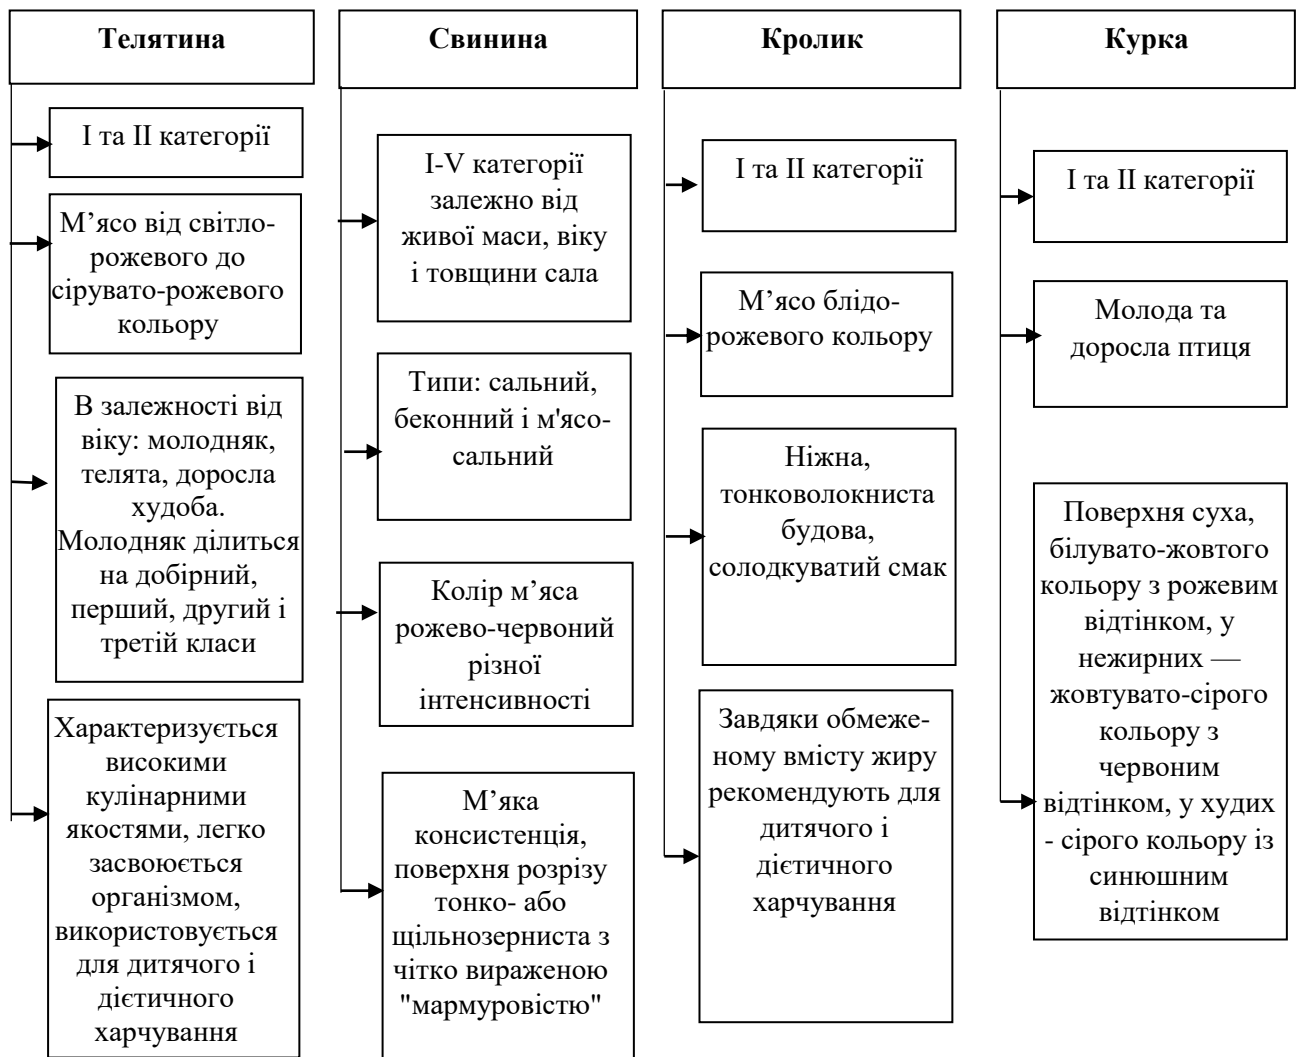 Телятина
І та ІІ категорії
М’ясо від світло-
рожевого до
сірувато-рожевого
кольору
В залежності від
віку: молодняк,
телята, доросла
худоба.
Молодняк ділиться
на добірний,
перший, другий і
третій класи
Характеризується
високими
кулінарними
якостями, легко
засвоюється
організмом,
використовується
для дитячого і
дієтичного
харчування
Свинина
І-V категорії
залежно від
живої маси, віку
і товщини сала
Типи: сальний,
беконний і м'ясо-
сальний
Колір м’яса
рожево-червоний
різної
інтенсивності
М’яка
консистенція,
поверхня розрізу
тонко- або
щільнозерниста з
чітко вираженою
"мармуровістю"
Кролик
І та ІІ категорії
М’ясо блідо-
рожевого кольору
Ніжна,
тонковолокниста
будова,
солодкуватий смак
Завдяки обмеже-
ному вмісту жиру
рекомендують для
дитячого і
дієтичного
харчування
Курка
І та ІІ категорії
Молода та
доросла птиця
Поверхня суха,
білувато-жовтого
кольору з рожевим
відтінком, у
нежирних —
жовтувато-сірого
кольору з
червоним
відтінком, у худих
- сірого кольору із
синюшним
відтінком